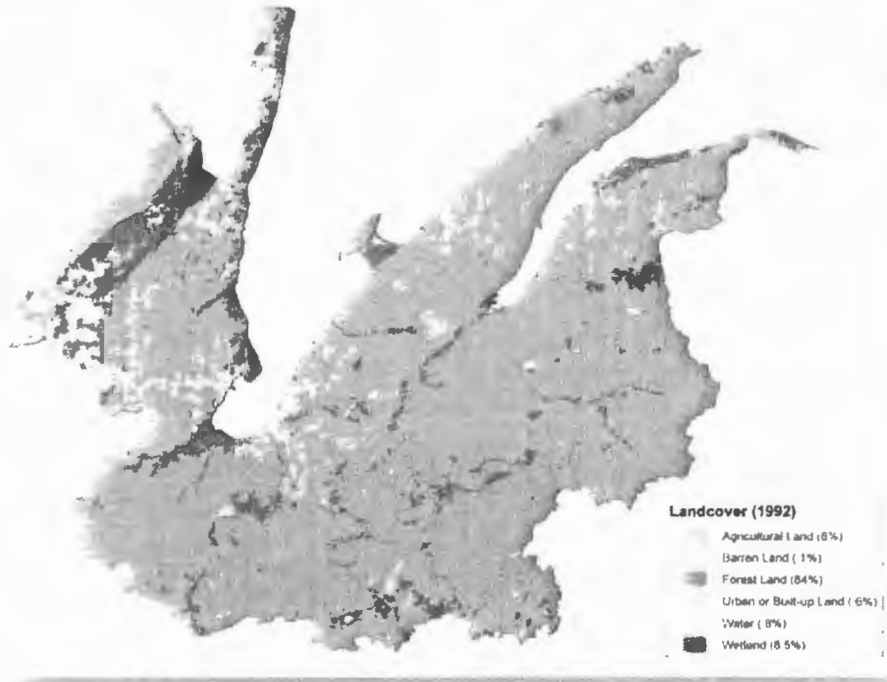 Landcover (1992)
Agricultural Land (6%)
Barren Land ( 1%)
Forest Land (84%)
Urban or Built-up Land ( 6%)
Water ( 8%)
Wetland (8.5%)